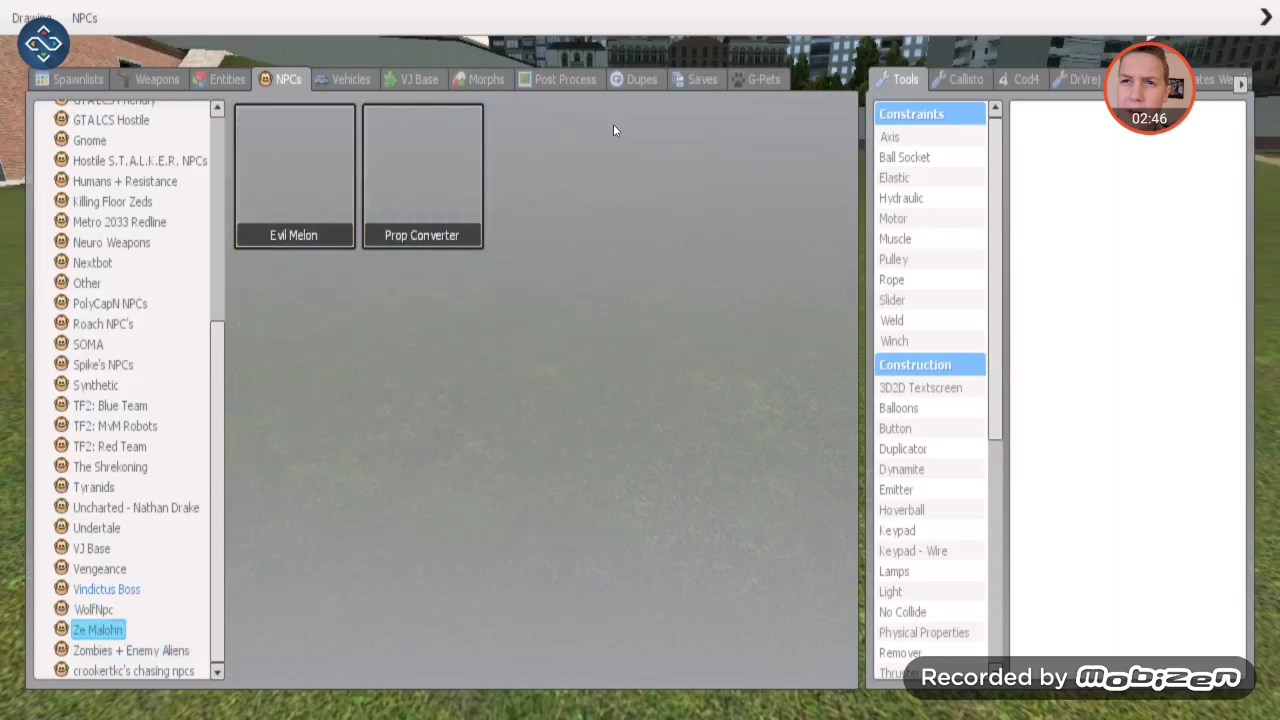 Drawing NPCs
Spawnlists Weapons Entities NPCs Vehicles VJ Base Morphs Post Process Dupes Saves G-Pets
Tools Callisto Cod4
02:46
GTA LCS Hostile
Gnome
Hostile S.T.A.L.K.E.R. NPCs
Humans + Resistance
Killing Floor Zeds
Metro 2033 Redline
Neuro Weapons
Nextbot
Other
PolyCapN NPCs
Roach NPC's
SOMA
Spike's NPCs
Synthetic
TF2: Blue Team
TF2: MvM Robots
TF2: Red Team
The Shrekoning
Tyranids
Uncharted - Nathan Drake
Undertale
VJ Base
Vengeance
Vindictus Boss
WolfNpc
Ze Malohn
Zombies + Enemy Aliens
crookertkc's chasing npcs
Evil Melon
Prop Converter
Constraints
Axis
Ball Socket
Elastic
Hydraulic
Motor
Muscle
Pulley
Rope
Slider
Weld
Winch
Construction
3D2D Textscreen
Balloons
Button
Duplicator
Dynamite
Emitter
Hoverball
Keypad
Keypad - Wire
Lamps
Light
No Collide
Physical Properties
Remover
Recorded by mobizen